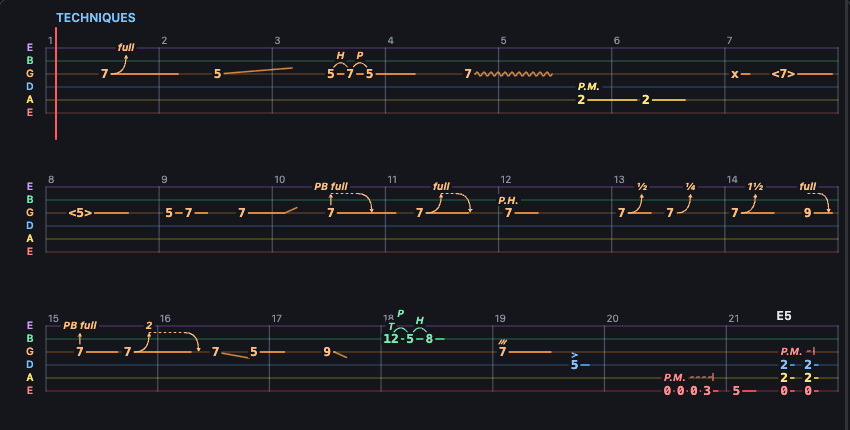 TECHNIQUES
1 2 3 4 5 6 7
E full H P
B
G 7 5 5 7 5 7 x <7>
D P.M.
A 2 2
E
8 9 10 11 12 13 14
E PB full full ½ ¼ 1½ full
B P.H.
G <5> 5 7 7 7 7 7 7 7 7 9
D
A
E
15 16 17 18 19 20 21 E5
P H
E PB full 2 T
B 12 5 8
G 7 7 7 5 9 7 P.M.
D > 5 2 2
A P.M. 2 2
E 0 0 0 3 5 0 0